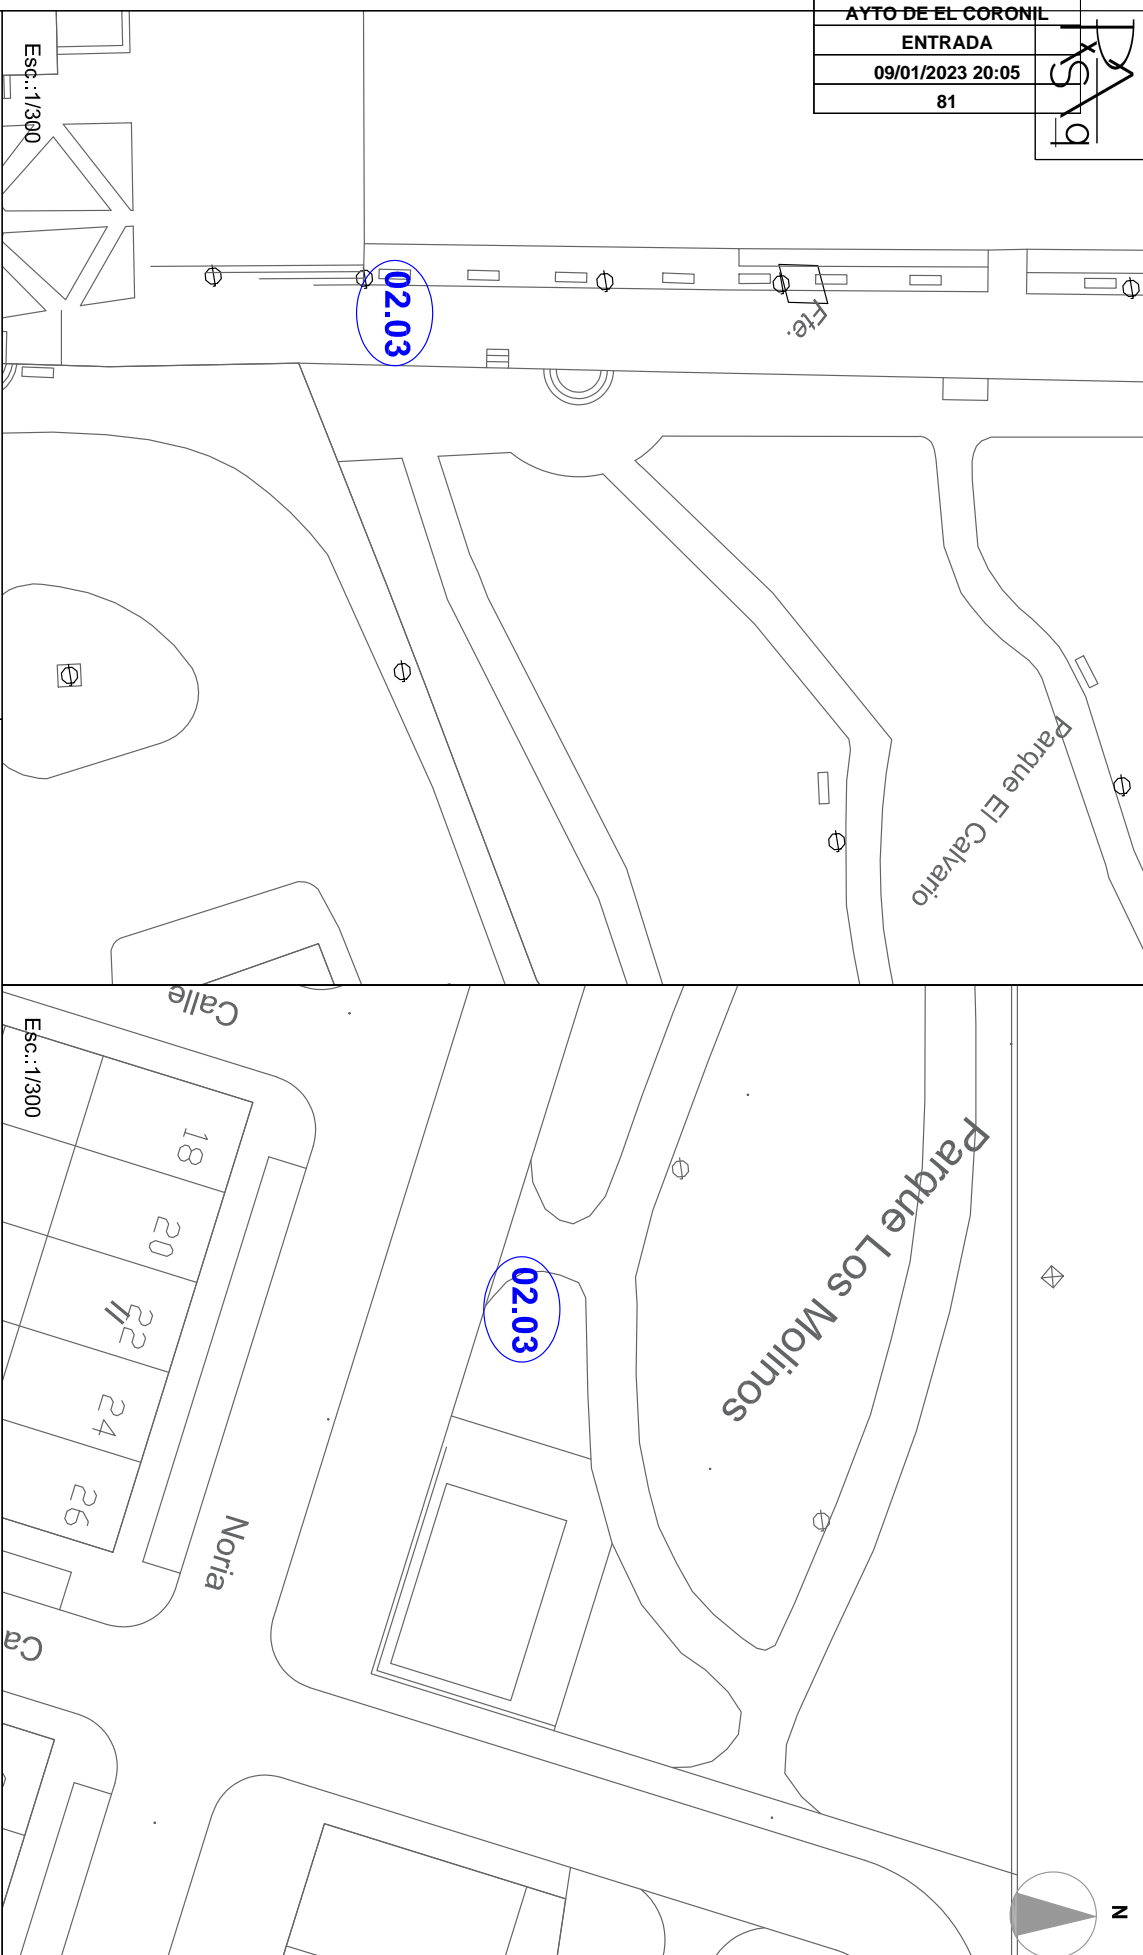 AYTO DE EL CORONIL
ENTRADA
09/01/2023 20:05
81
Esc.:1/300
02.03
Fte.
Parque El Calvario
Esc.:1/300
Calle
18
20
22
24
26
Noria
Ca
02.03
Parque Los Molinos
N